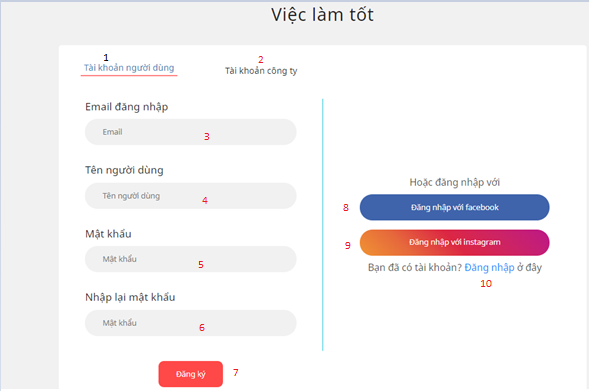 Việc làm tốt
1
2
Tài khoản người dùng
Tài khoản công ty
Email đăng nhập
Email
3
Tên người dùng
Tên người dùng
4
Mật khẩu
Mật khẩu
5
Nhập lại mật khẩu
Mật khẩu
6
Đăng ký
7
Hoặc đăng nhập với
8
Đăng nhập với facebook
9
Đăng nhập với instagram
Bạn đã có tài khoản? Đăng nhập ở đây
10